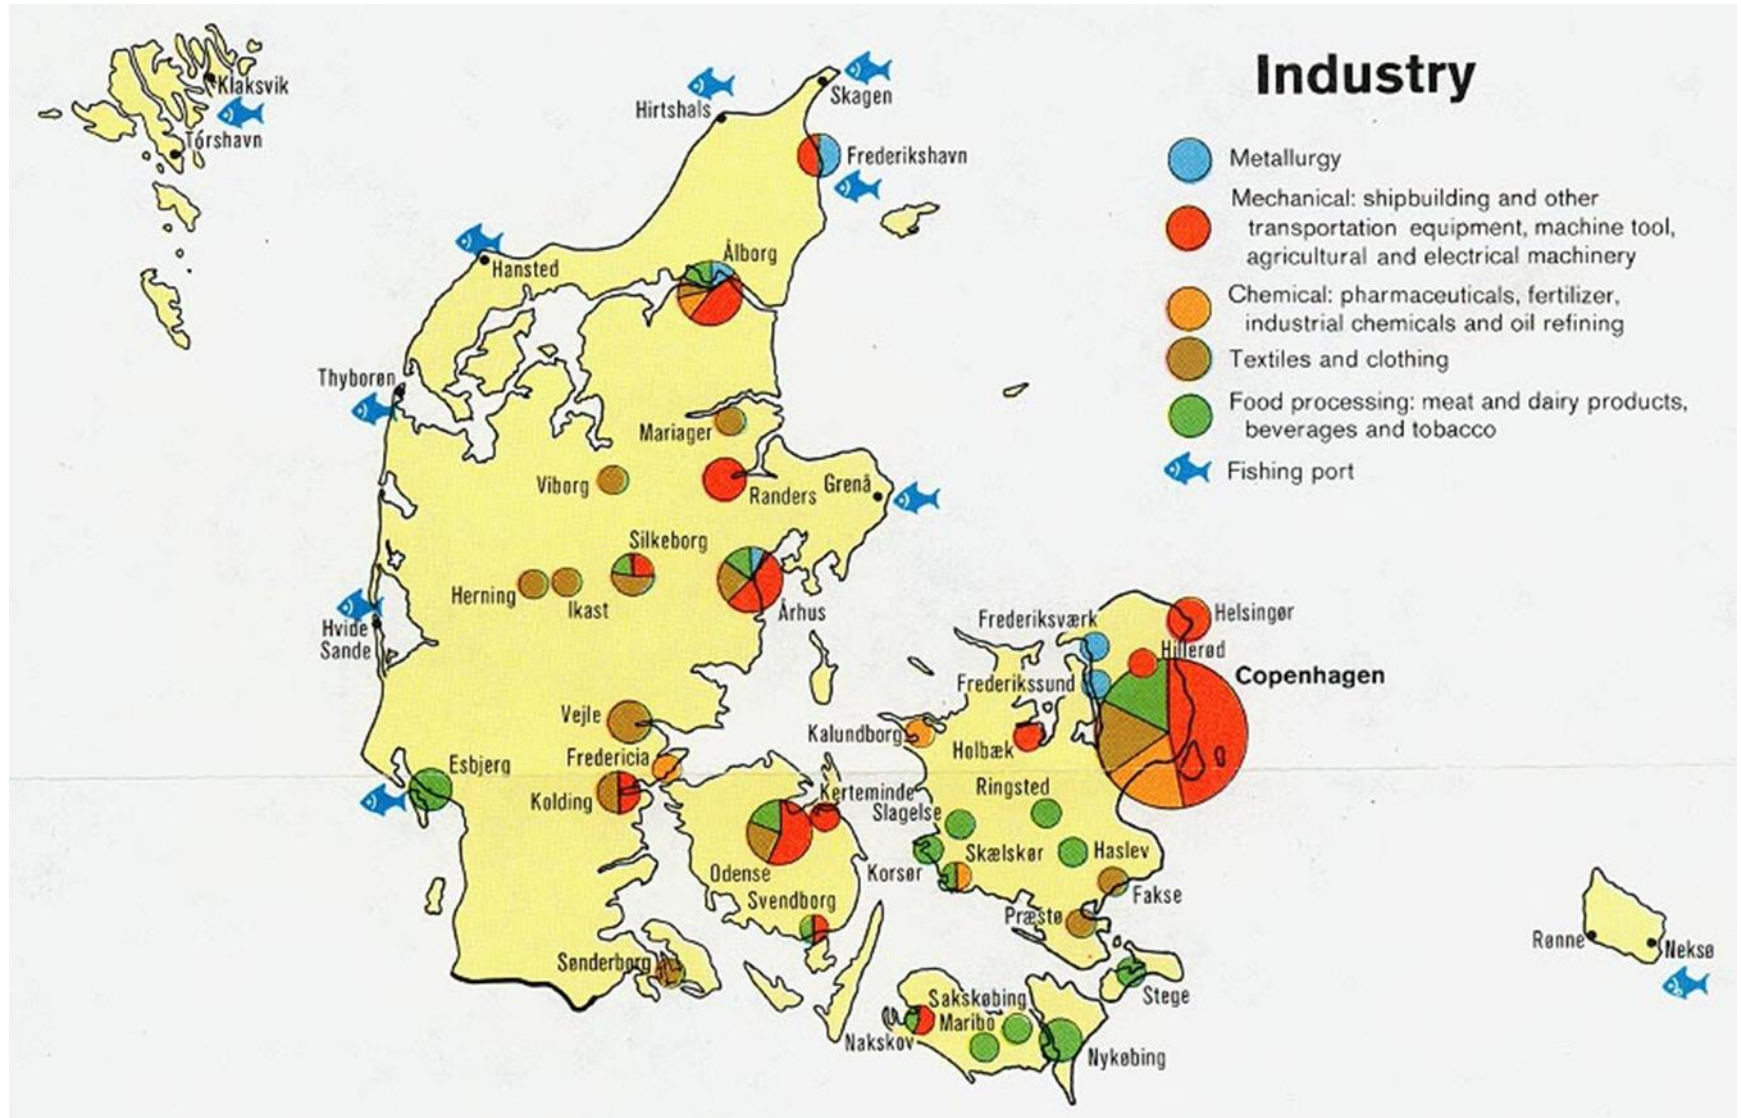 Industry
Metallurgy
Mechanical: shipbuilding and other
transportation equipment, machine tool,
agricultural and electrical machinery
Chemical: pharmaceuticals, fertilizer,
industrial chemicals and oil refining
Textiles and clothing
Food processing: meat and dairy products,
beverages and tobacco
Fishing port
Klaksvik
Tórshavn
Hirtshals
Skagen
Frederikshavn
Hansted
Ålborg
Thyborøn
Mariager
Viborg
Randers
Grenå
Silkeborg
Herning
Ikast
Århus
Hvide
Sande
Frederiksværk
Helsingør
Hillerød
Copenhagen
Frederikssund
Vejle
Kalundborg
Holbæk
Esbjerg
Fredericia
Kolding
Kerteminde
Ringsted
Slagelse
Odense
Korsør
Skælskør
Haslev
Svendborg
Fakse
Præstø
Sønderborg
Stege
Sakskøbing
Maribo
Nakskov
Nykøbing
Rønne
Neksø